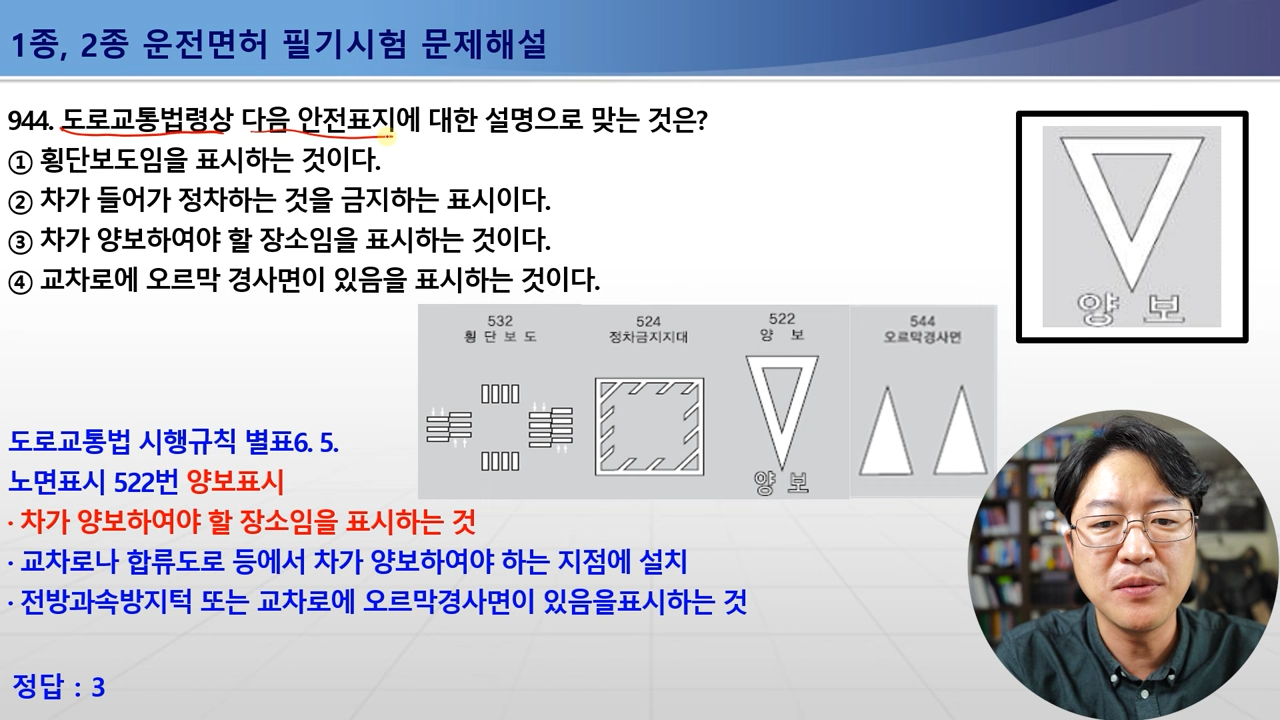 1종, 2종 운전면허 필기시험 문제해설
944. 도로교통법령상 다음 안전표지에 대한 설명으로 맞는 것은?
① 횡단보도임을 표시하는 것이다.
② 차가 들어가 정차하는 것을 금지하는 표시이다.
③ 차가 양보하여야 할 장소임을 표시하는 것이다.
④ 교차로에 오르막 경사면이 있음을 표시하는 것이다.
양 보
532
횡 단 보 도
524
정차금지지대
522
양 보
양 보
544
오르막경사면
도로교통법 시행규칙 별표6. 5.
노면표시 522번 양보표시
· 차가 양보하여야 할 장소임을 표시하는 것
· 교차로나 합류도로 등에서 차가 양보하여야 하는 지점에 설치
· 전방과속방지턱 또는 교차로에 오르막경사면이 있음을표시하는 것
정답 : 3